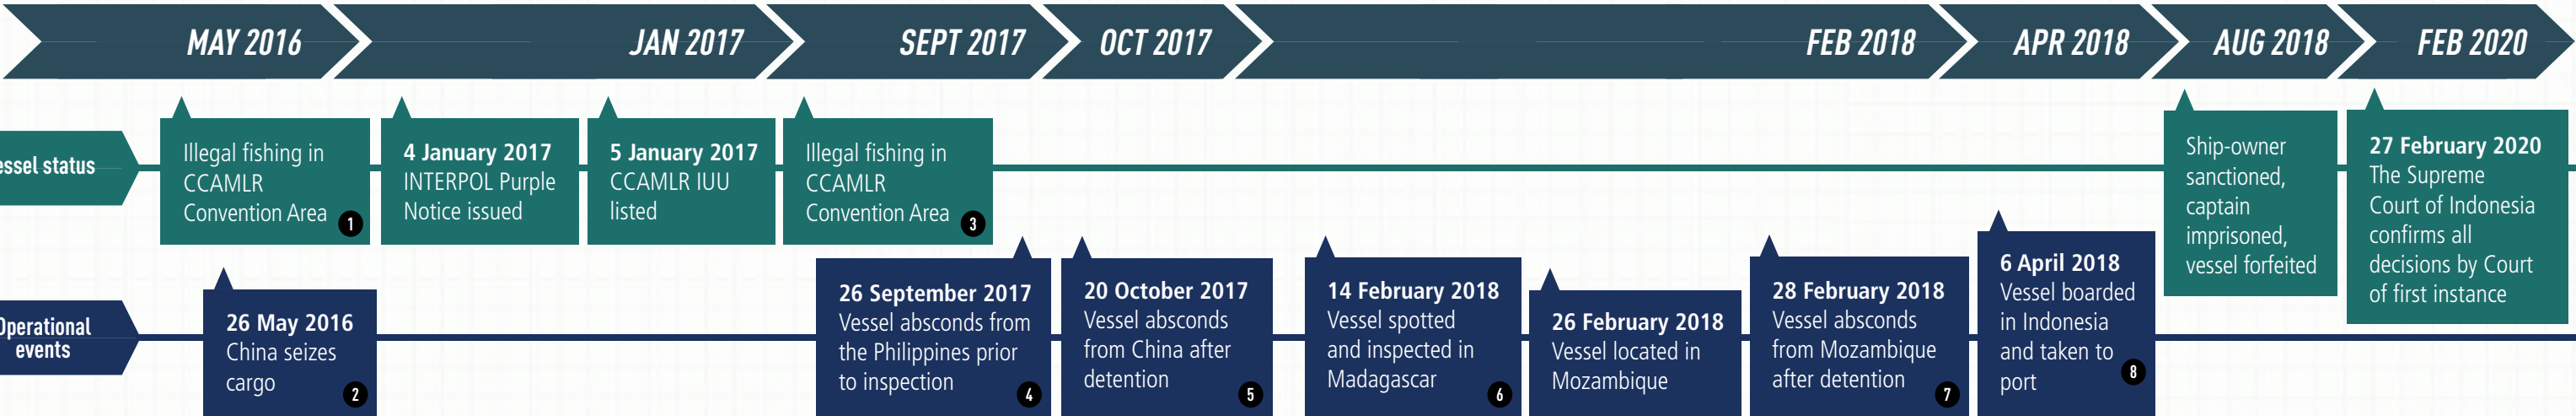 MAY 2016
JAN 2017
SEPT 2017
OCT 2017
FEB 2018
APR 2018
AUG 2018
FEB 2020
essel status
Illegal fishing in
CCAMLR
Convention Area
1
4 January 2017
INTERPOL Purple
Notice issued
5 January 2017
CCAMLR IUU
listed
Illegal fishing in
CCAMLR
Convention Area
3
Ship-owner
sanctioned,
captain
imprisoned,
vessel forfeited
27 February 2020
The Supreme
Court of Indonesia
confirms all
decisions by Court
of first instance
Operational
events
26 May 2016
China seizes
cargo
2
26 September 2017
Vessel absconds from
the Philippines prior
to inspection
4
20 October 2017
Vessel absconds
from China after
detention
5
14 February 2018
Vessel spotted
and inspected in
Madagascar
6
26 February 2018
Vessel located in
Mozambique
28 February 2018
Vessel absconds
from Mozambique
after detention
7
6 April 2018
Vessel boarded
in Indonesia
and taken to
port
8